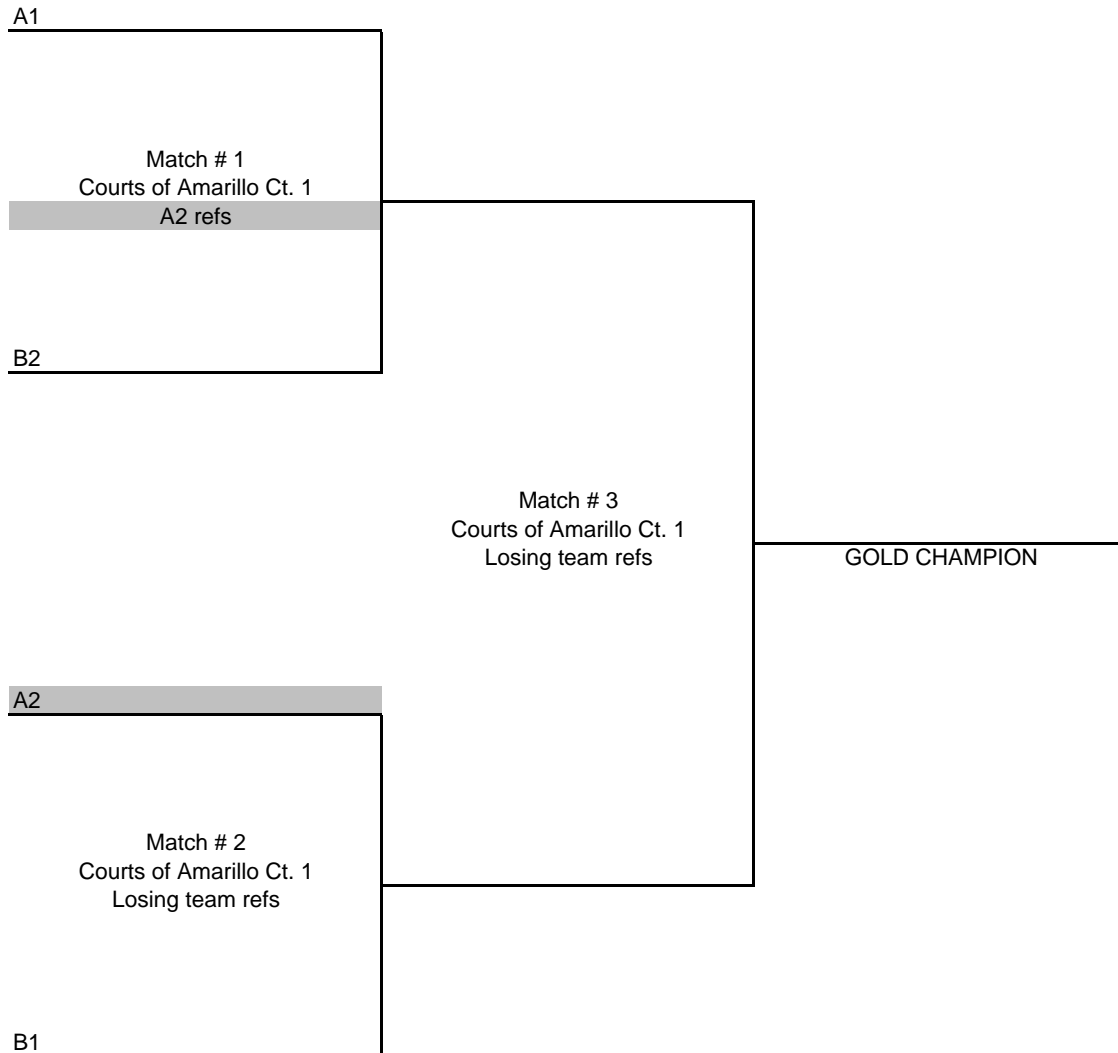 A1
Match # 1
Courts of Amarillo Ct. 1
A2 refs
B2
Match # 3
Courts of Amarillo Ct. 1
Losing team refs
GOLD CHAMPION
A2
Match # 2
Courts of Amarillo Ct. 1
Losing team refs
B1